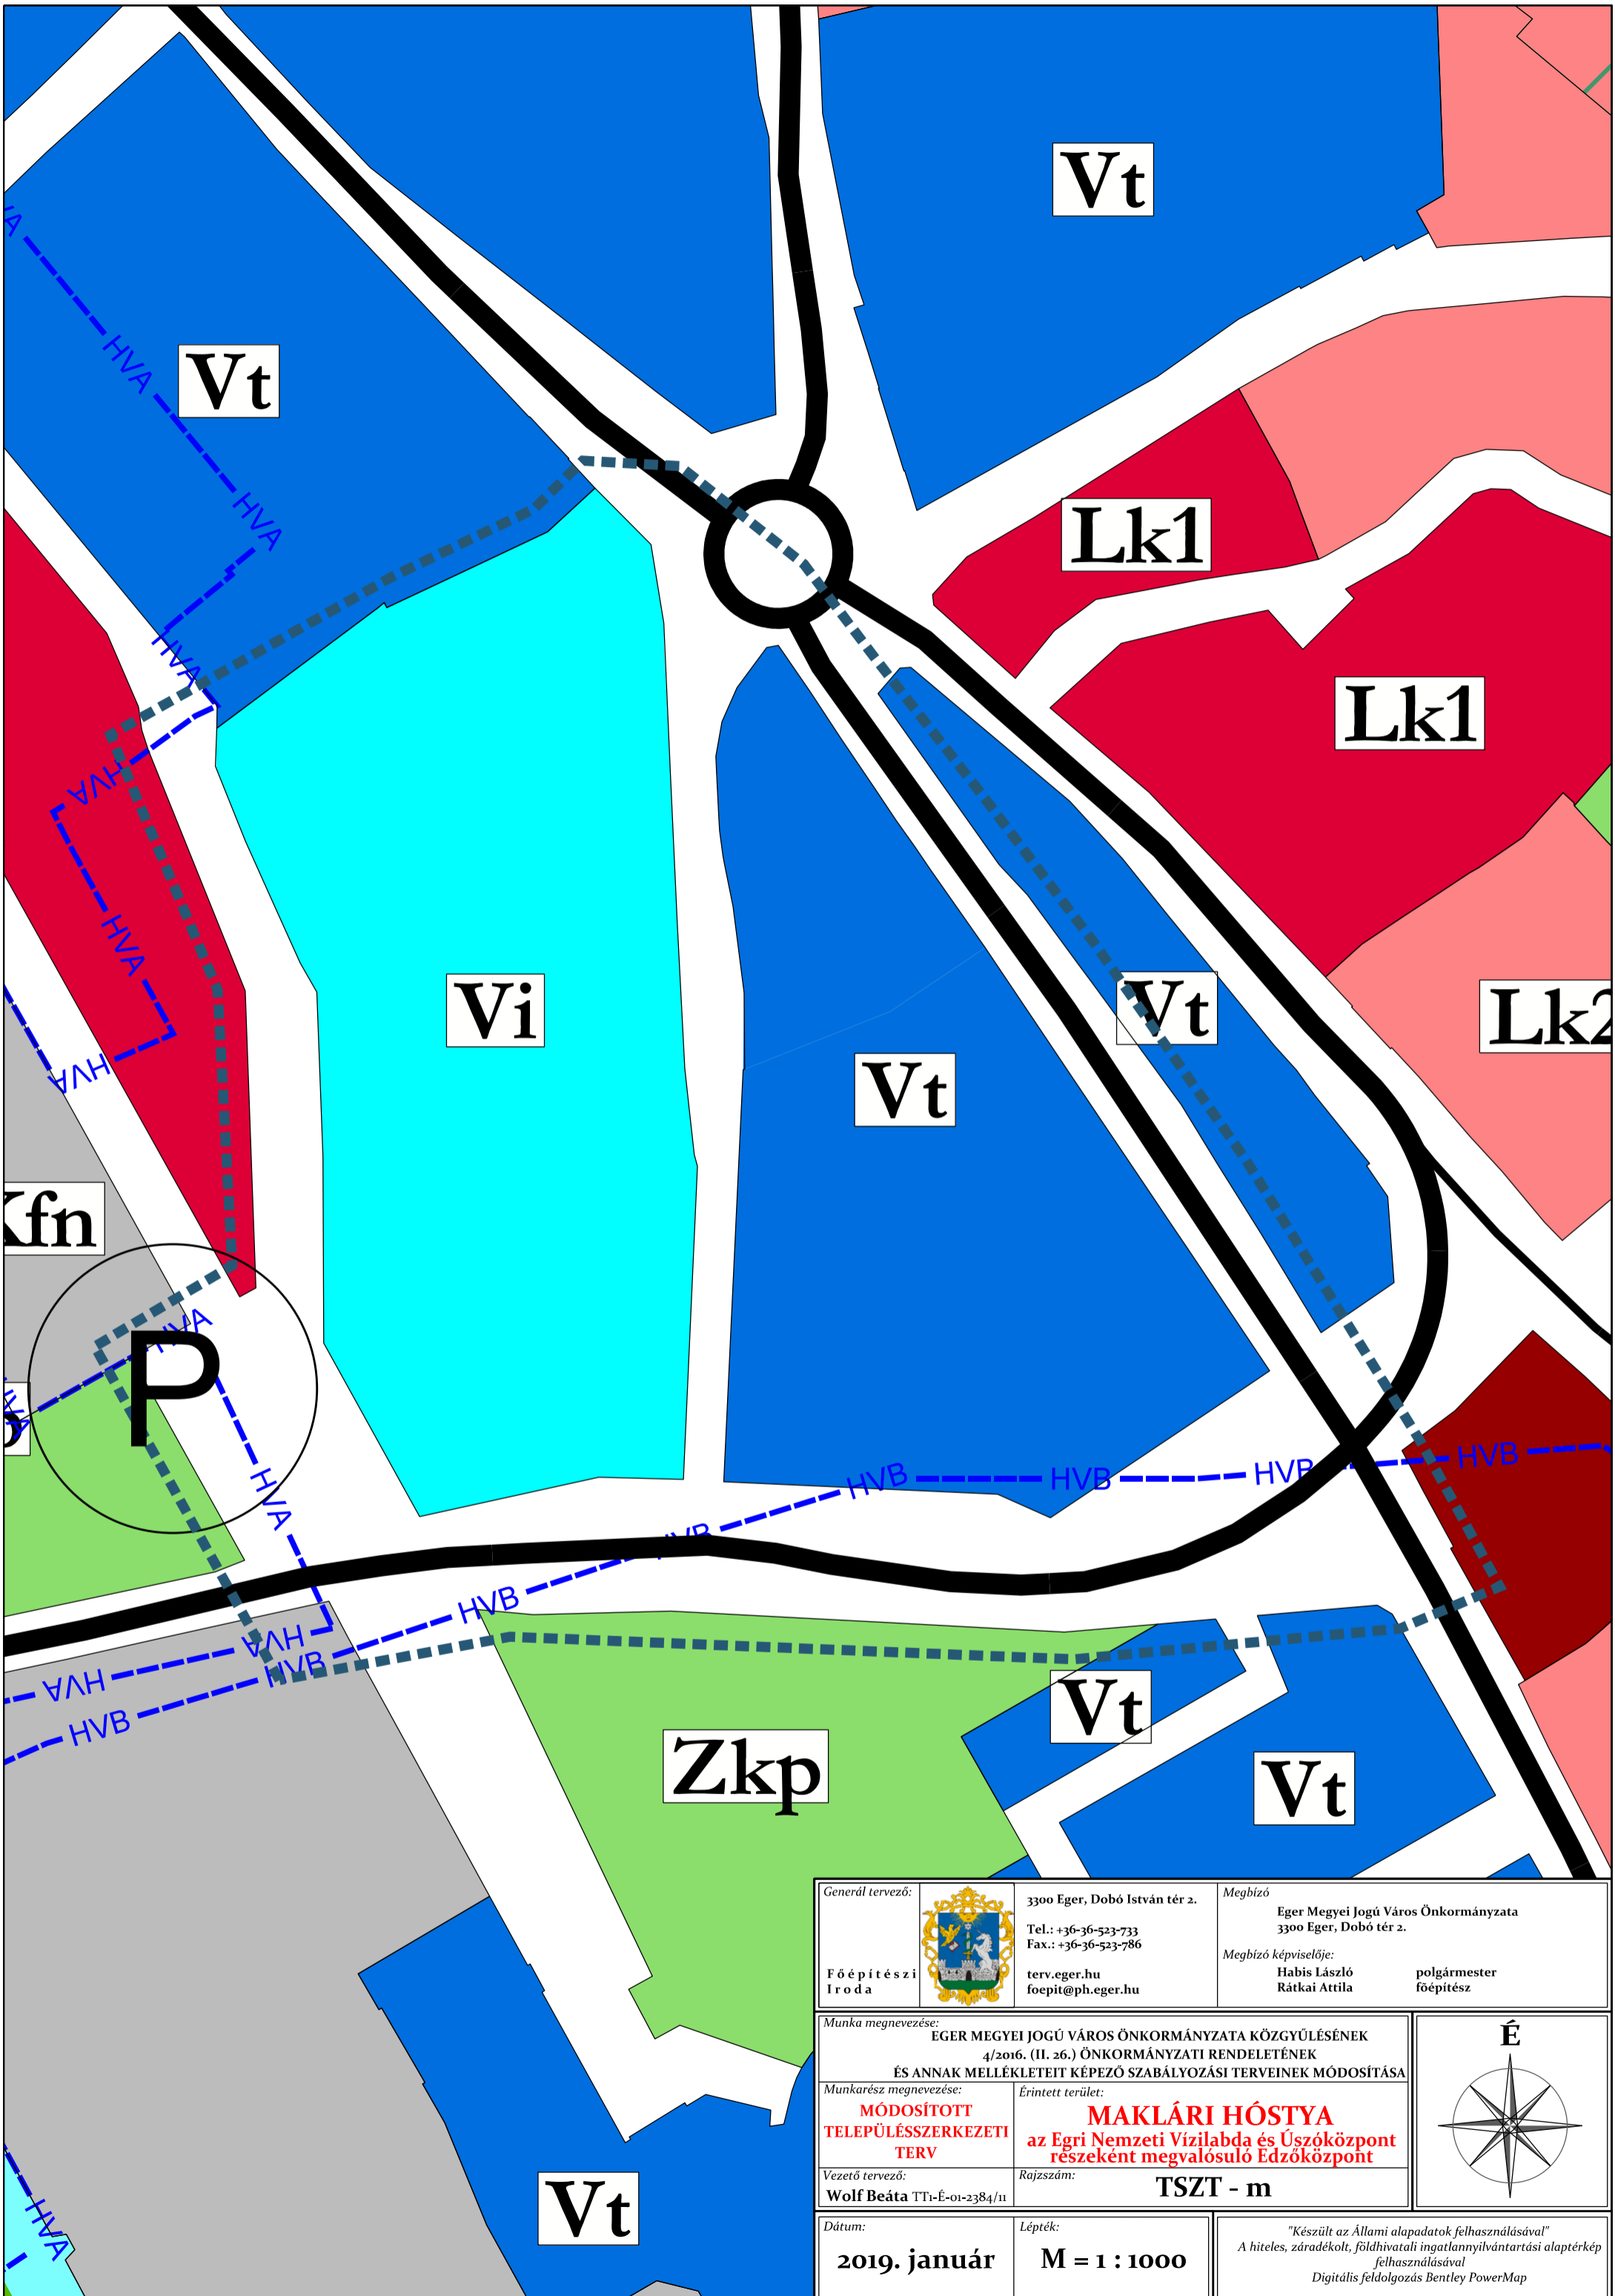 Vt
HVA
Vt
HVA
Lk1
HVA
Lk1
HVA
HVA
Vi
Vt
Lk2
HVA
Vt
HVA
Kfn
HVA
P
HVB
HVB
HVB
HVB
HVA
HVB
HVB
HVA
HVB
HVA
HVB
Vt
Zkp
Vt
Vt
HVA
Generál tervező:
Főépítészi
Iroda
3300 Eger, Dobó István tér 2.
Tel.: +36-36-523-733
Fax.: +36-36-523-786
terv.eger.hu
foepit@ph.eger.hu
Megbízó
Eger Megyei Jogú Város Önkormányzata
3300 Eger, Dobó tér 2.
Megbízó képviselője:
Habis László polgármester
Rátkai Attila főépítész
Munka megnevezése:
EGER MEGYEI JOGÚ VÁROS ÖNKORMÁNYZATA KÖZGYŰLÉSÉNEK
4/2016. (II. 26.) ÖNKORMÁNYZATI RENDELETÉNEK
ÉS ANNAK MELLÉKLETEIT KÉPEZŐ SZABÁLYOZÁSI TERVEINEK MÓDOSÍTÁSA
Munkarész megnevezése:
MÓDOSÍTOTT
TELEPÜLÉSSZERKEZETI
TERV
Érintett terület:
MAKLÁRI HÓSTYA
az Egri Nemzeti Vízilabda és Úszóközpont
részeként megvalósuló Edzőközpont
Vezető tervező:
Wolf Beáta TT1-É-01-2384/11
Rajzszám:
TSZT - m
É
Dátum:
2019. január
Lépték:
M = 1 : 1000
"Készült az Állami alapadatok felhasználásával"
A hiteles, záradékolt, földhivatali ingatlannyilvántartási alaptérkép
felhasználásával
Digitális feldolgozás Bentley PowerMap